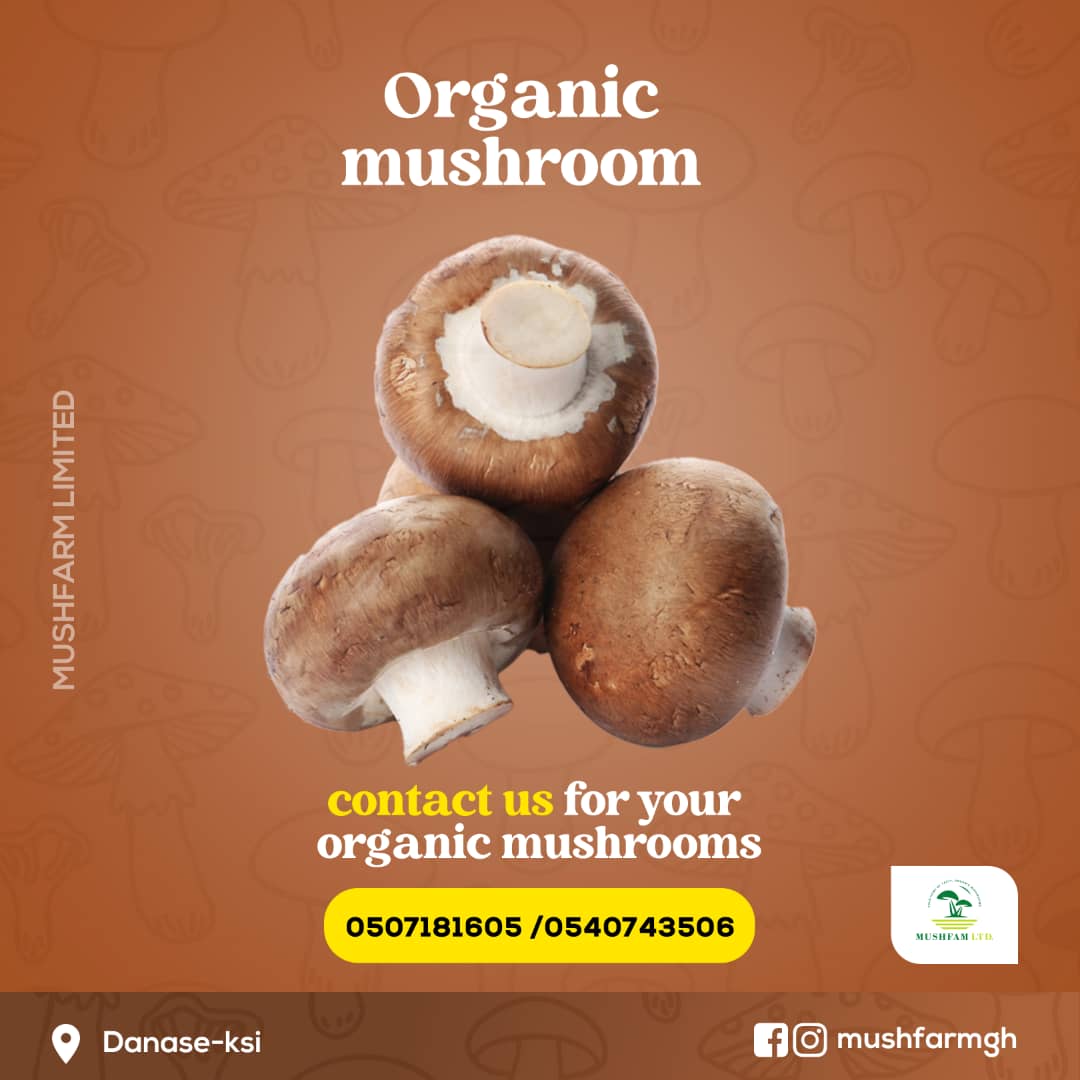 Organic
mushroom
MUSHFARM LIMITED
contact us for your
organic mushrooms
0507181605 /0540743506
MUSHFAM LTD.
Danase-ksi
mushfarmgh